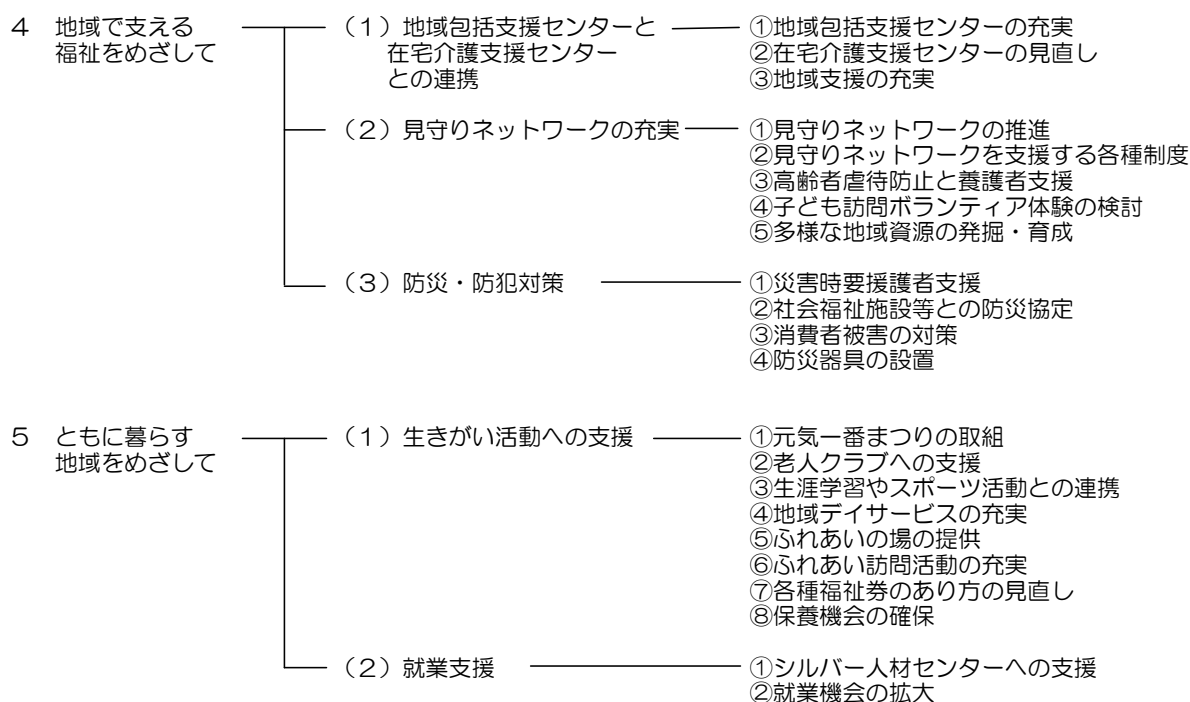 4 地域で支える
福祉をめざして
(1)地域包括支援センターと
在宅介護支援センター
との連携
①地域包括支援センターの充実
②在宅介護支援センターの見直し
③地域支援の充実
(2)見守りネットワークの充実
①見守りネットワークの推進
②見守りネットワークを支援する各種制度
③高齢者虐待防止と養護者支援
④子ども訪問ボランティア体験の検討
⑤多様な地域資源の発掘・育成
(3)防災・防犯対策
①災害時要援護者支援
②社会福祉施設等との防災協定
③消費者被害の対策
④防災器具の設置
5 ともに暮らす
地域をめざして
(1)生きがい活動への支援
①元気一番まつりの取組
②老人クラブへの支援
③生涯学習やスポーツ活動との連携
④地域デイサービスの充実
⑤ふれあいの場の提供
⑥ふれあい訪問活動の充実
⑦各種福祉券のあり方の見直し
⑧保養機会の確保
(2)就業支援
①シルバー人材センターへの支援
②就業機会の拡大